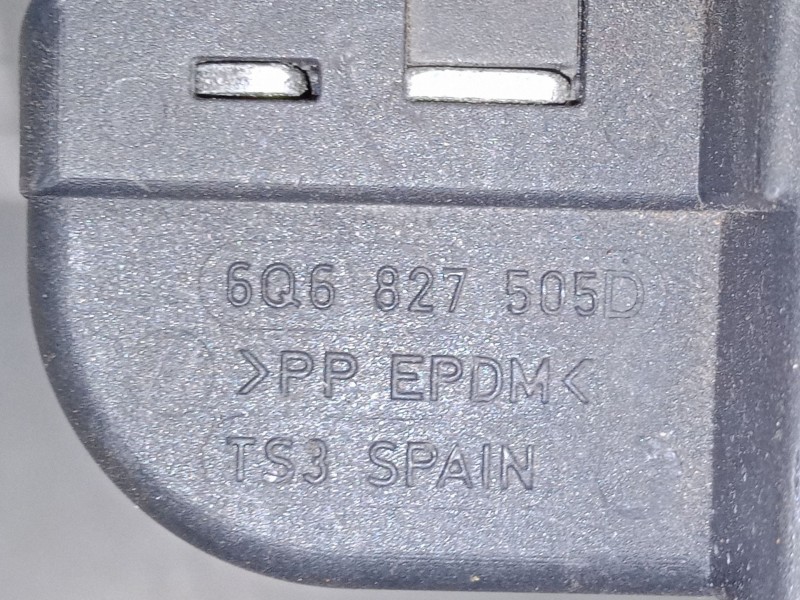 6Q6 827 505D
>PP EPDM<
TS3 SPAIN